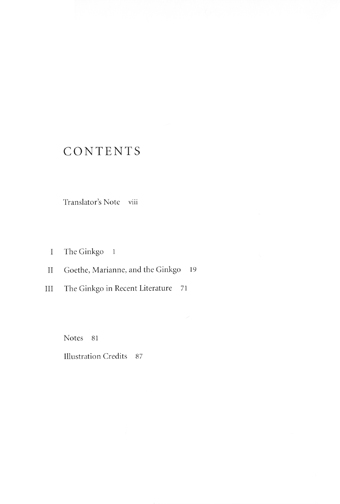 CONTENTS
Translator's Note viii
I The Ginkgo 1
II Goethe, Marianne, and the Ginkgo 19
III The Ginkgo in Recent Literature 71
Notes 81
Illustration Credits 87